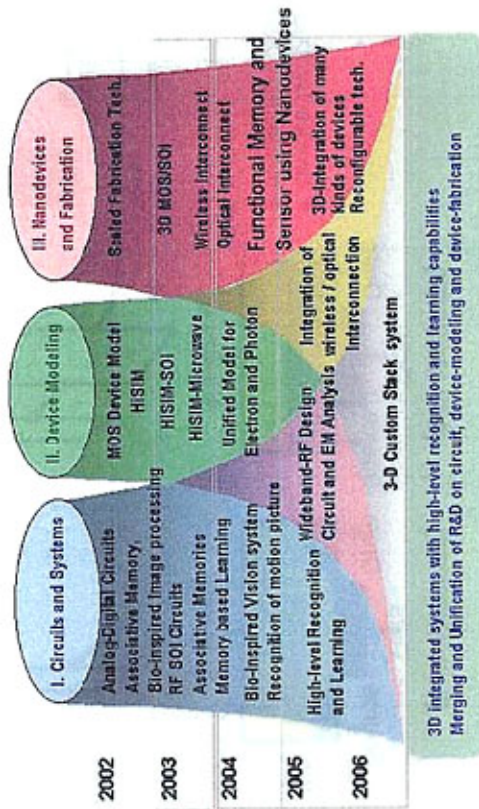 I. Circuits and Systems
II. Device Modeling
III. Nanodevices
and Fabrication
2002
2003
2004
2005
2006
Analog-Digital Circuits
Associative Memory,
Bio-Inspired Image processing
RF SOI Circuits
Associative Memories
Memory based Learning
Bio-Inspired Vision system
Recognition of motion picture
High-level Recognition
and Learning
MOS Device Model
HiSIM
HiSIM-SOI
HiSIM-Microwave
Unified Model for
Electron and Photon
Wideband-RF Design
Circuit and EM Analysis
Scaled Fabrication Tech.
3D MOS/SOI
Wireless Interconnect
Optical Interconnect
Functional Memory and
Sensor using Nanodevices
Integration of
wireless / optical
Interconnection
3D-Integration of many
kinds of devices
Reconfigurable tech.
3-D Custom Stack system
3D integrated systems with high-level recognition and learning capabilities
Merging and Unification of R&D on circuit, device-modeling and device-fabrication